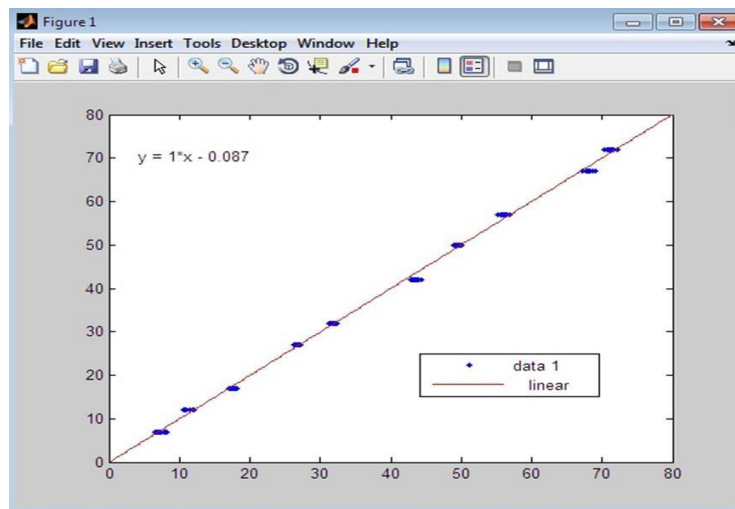 Figure 1
File Edit View Insert Tools Desktop Window Help
80
y = 1*x - 0.087
70
60
50
40
30
data 1
20
linear
10
0
0 10 20 30 40 50 60 70 80